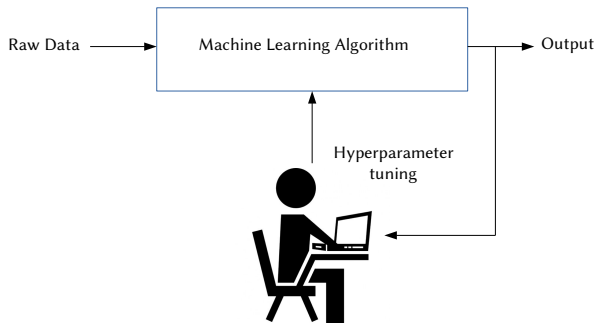 Raw Data
Machine Learning Algorithm
Output
Hyperparameter
tuning